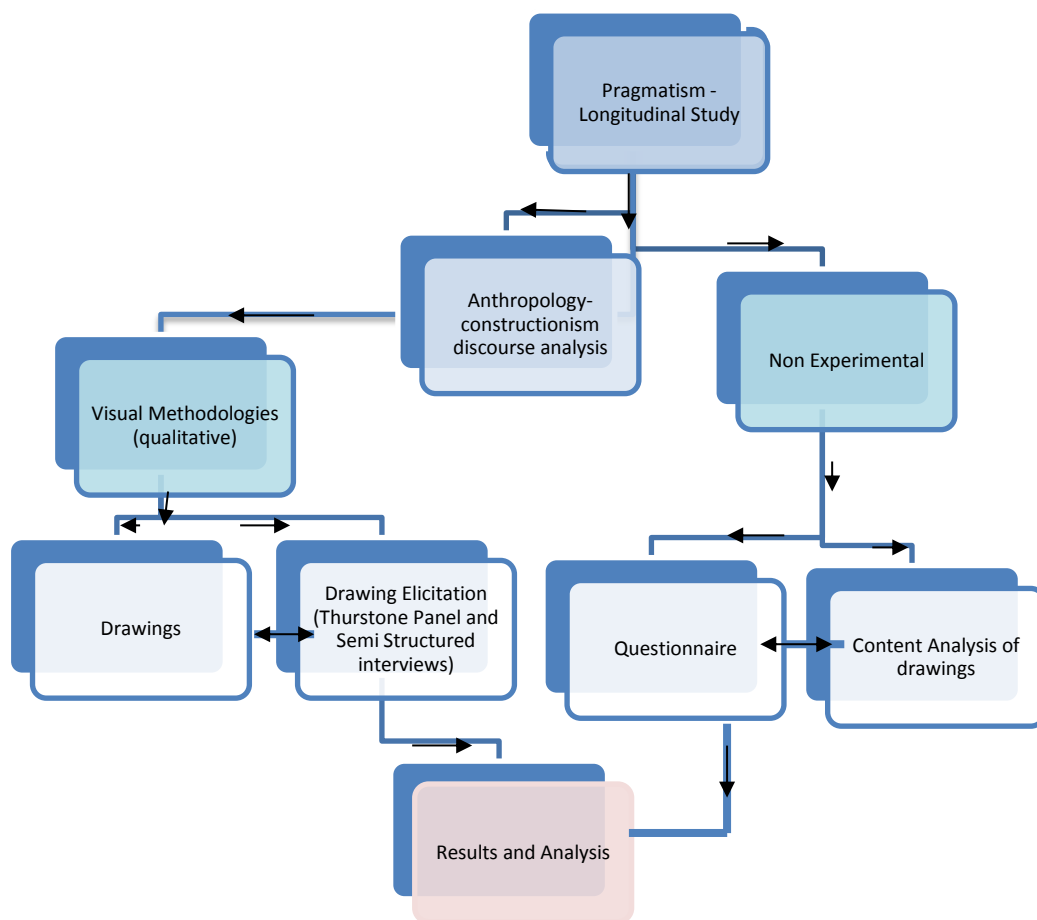 Pragmatism -
Longitudinal Study
Anthropology-
constructionism
discourse analysis
Non Experimental
Visual Methodologies
(qualitative)
Drawings
Drawing Elicitation
(Thurstone Panel and
Semi Structured
interviews)
Questionnaire
Content Analysis of
drawings
Results and Analysis